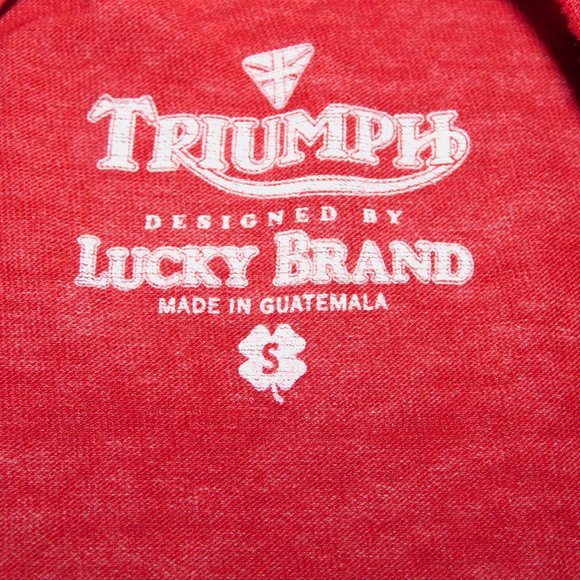 TRIUMPH
DESIGNED BY
LUCKY BRAND
MADE IN GUATEMALA
S